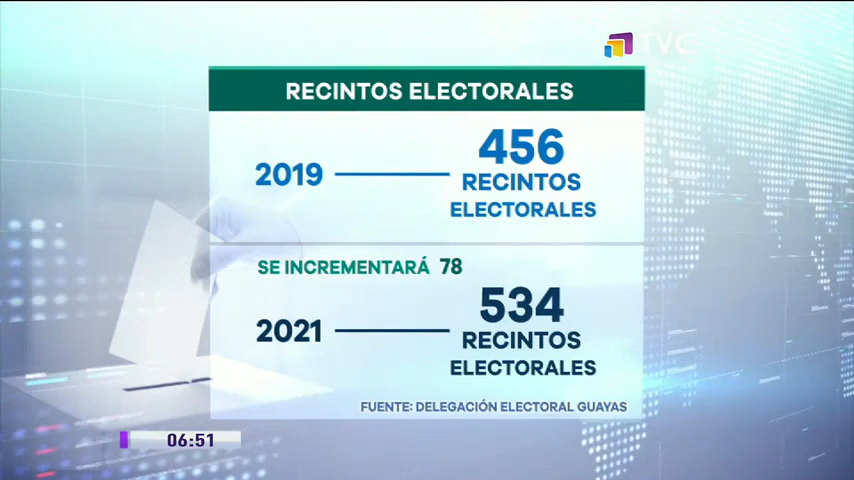 TVC
RECINTOS ELECTORALES
2019
456
RECINTOS
ELECTORALES
SE INCREMENTARÁ 78
2021
534
RECINTOS
ELECTORALES
FUENTE: DELEGACIÓN ELECTORAL GUAYAS
06:51